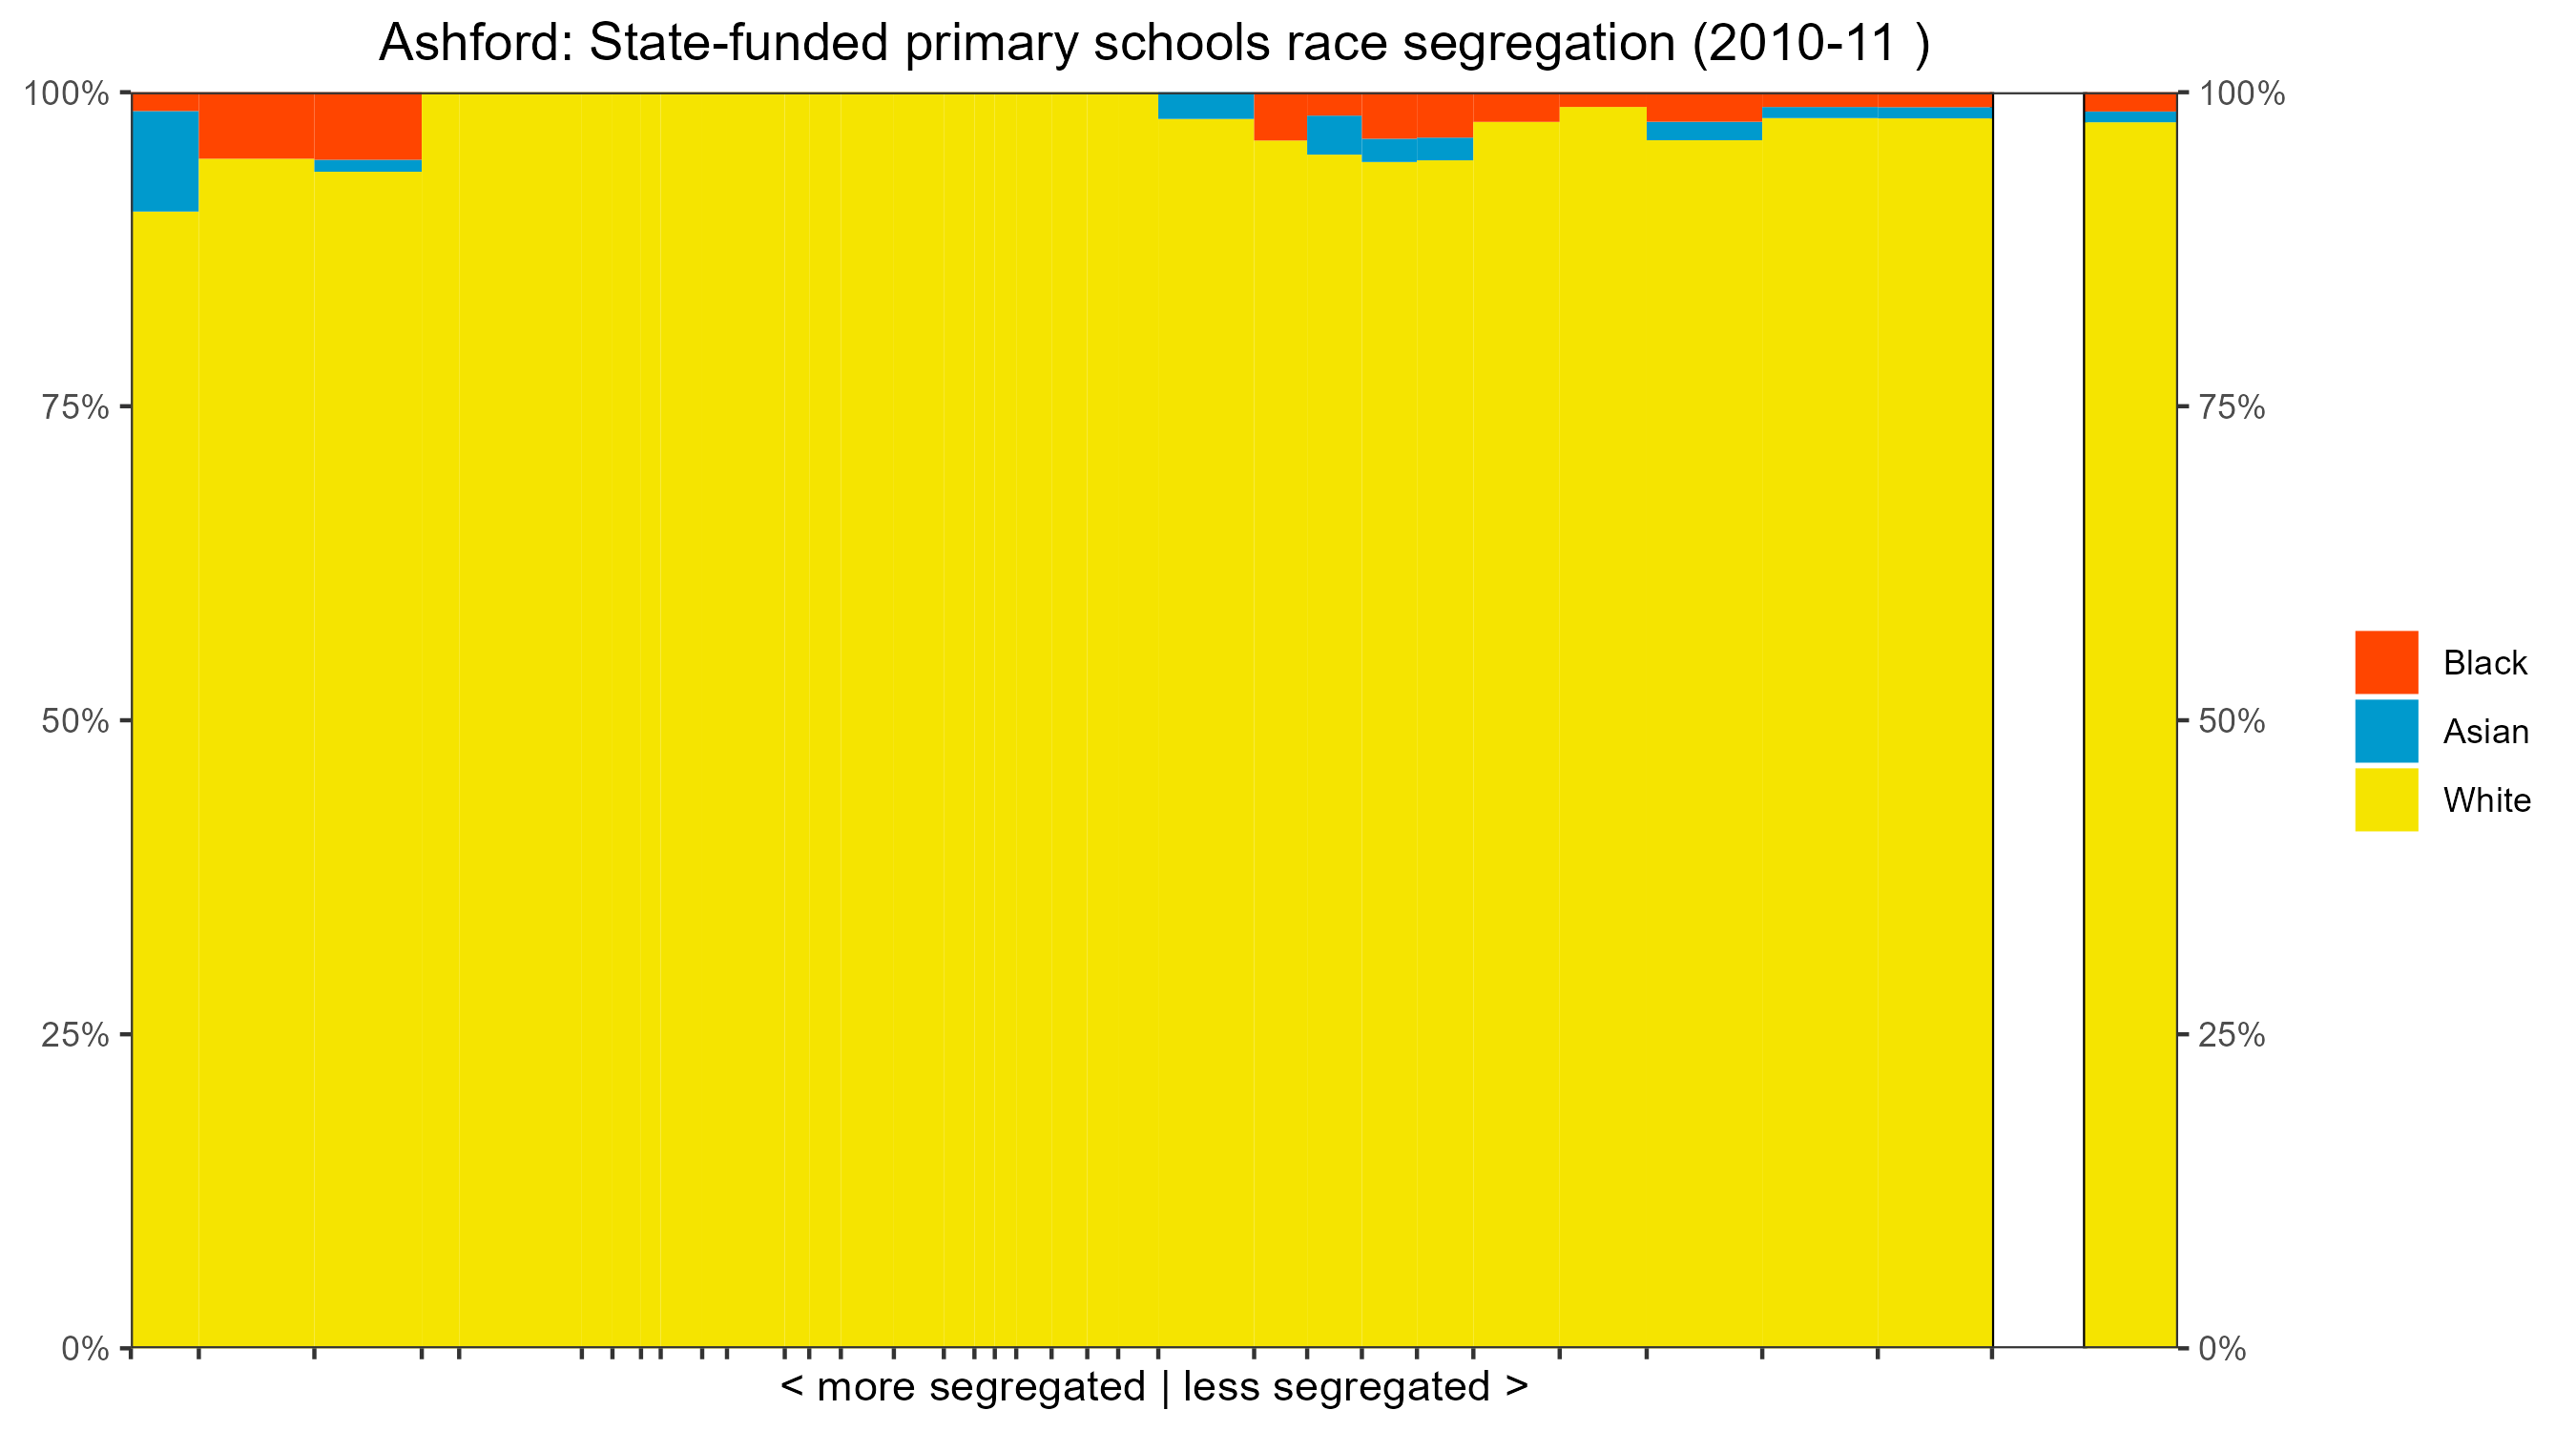 Ashford: State-funded primary schools race segregation (2010-11 )
100%
75%
50%
25%
0%
100%
75%
50%
25%
0%
Black
Asian
White
< more segregated | less segregated >